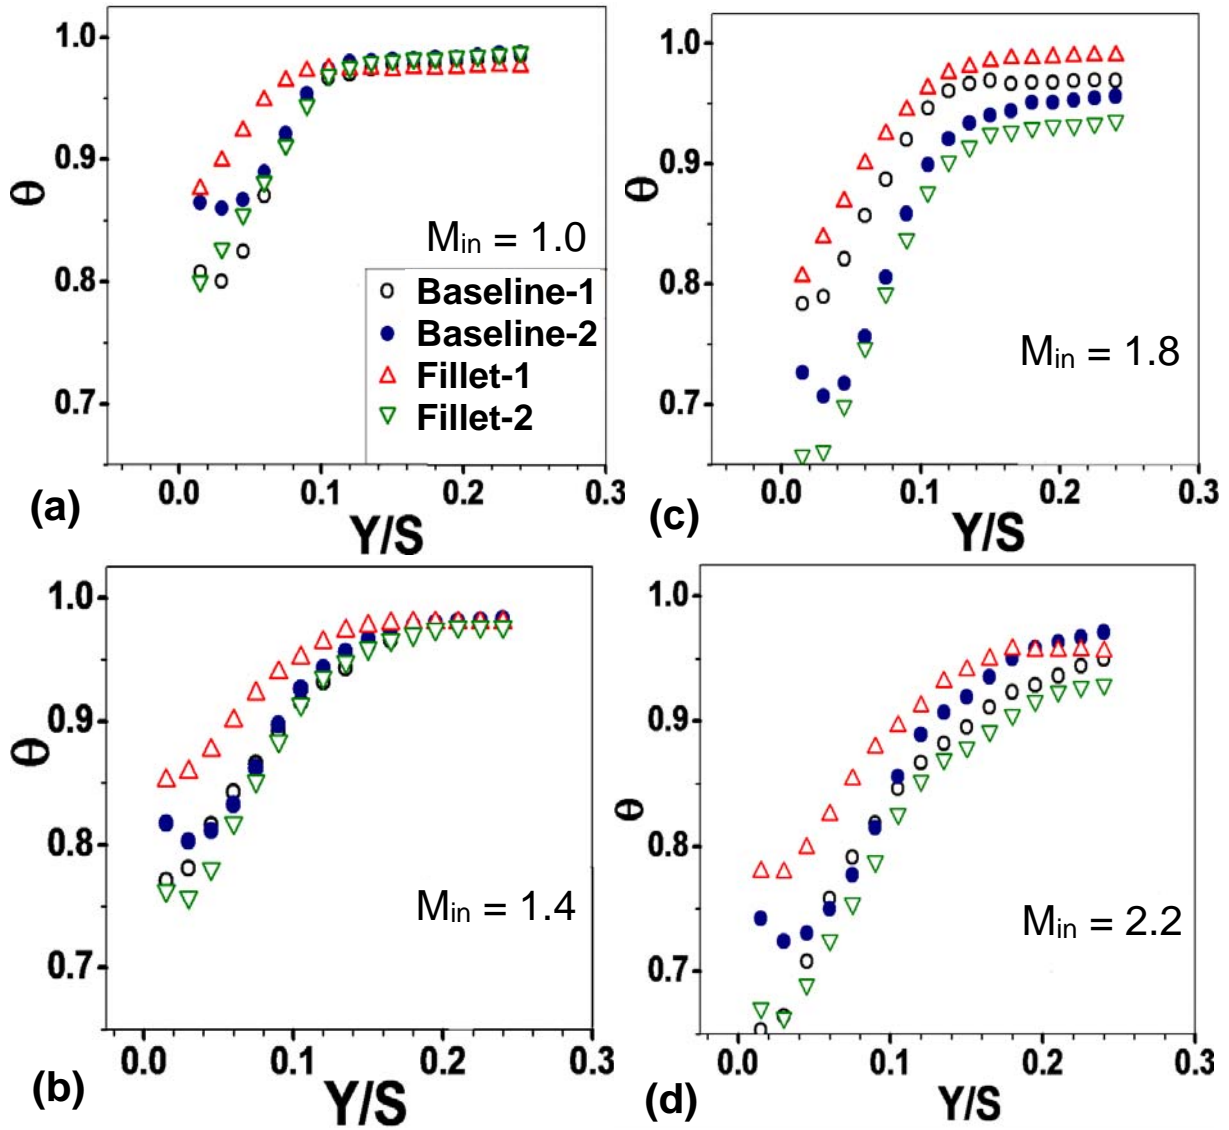 1.0
0.9
0.8
0.7
θ
M_in = 1.0
Baseline-1
Baseline-2
Fillet-1
Fillet-2
0.0 0.1 0.2 0.3
Y/S
(a)
1.0
0.9
0.8
0.7
θ
M_in = 1.8
0.0 0.1 0.2 0.3
Y/S
(c)
1.0
0.9
0.8
0.7
θ
M_in = 1.4
0.0 0.1 0.2 0.3
Y/S
(b)
1.0
0.9
0.8
0.7
θ
M_in = 2.2
0.0 0.1 0.2 0.3
Y/S
(d)